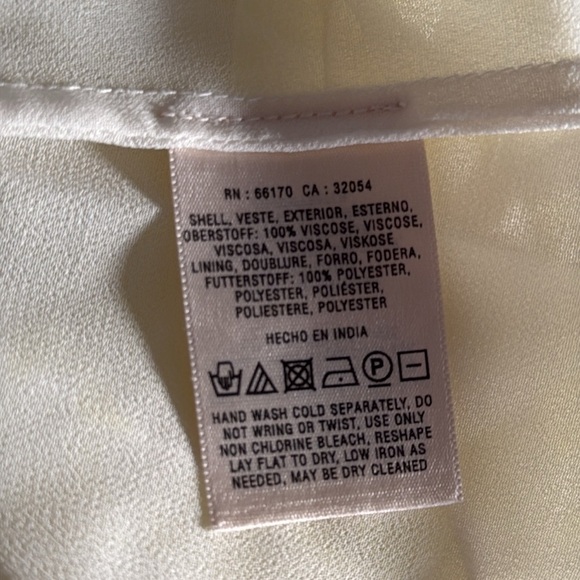 RN : 66170 CA : 32054
SHELL, VESTE, EXTERIOR, ESTERNO,
OBERSTOFF: 100% VISCOSE, VISCOSE,
VISCOSA, VISCOSA, VISKOSE
LINING, DOUBLURE, FORRO, FODERA,
FUTTERSTOFF: 100% POLYESTER,
POLYESTER, POLIÉSTER,
POLIESTERE, POLYESTER
HECHO EN INDIA
P
HAND WASH COLD SEPARATELY, DO
NOT WRING OR TWIST, USE ONLY
NON CHLORINE BLEACH, RESHAPE
LAY FLAT TO DRY, LOW IRON AS
NEEDED, MAY BE DRY CLEANED